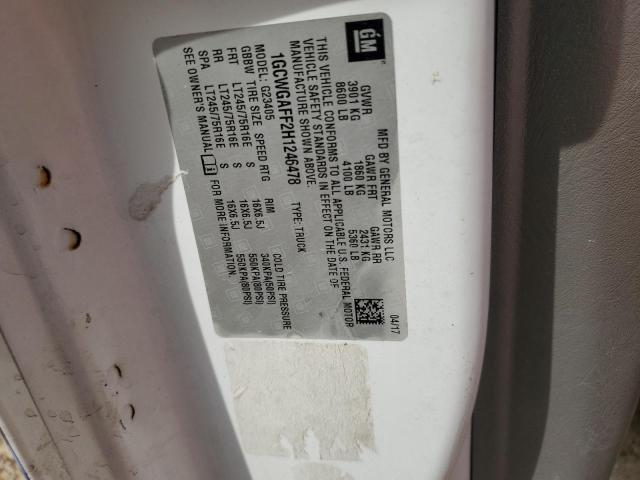 GM
MFD BY GENERAL MOTORS LLC 04/17
GVWR GAWR FRT GAWR RR
3901 KG 1860 KG 2431 KG
8600 LB 4100 LB 5360 LB
THIS VEHICLE CONFORMS TO ALL APPLICABLE U.S. FEDERAL MOTOR
VEHICLE SAFETY STANDARDS IN EFFECT ON THE DATE OF
MANUFACTURE SHOWN ABOVE.
1GCWGAFF2H1246478 TYPE: TRUCK
MODEL: G23405
GBBW TIRE SIZE SPEED RTG RIM COLD TIRE PRESSURE
FRT LT245/75R16E S 16X6.5J 340KPA(50PSI)
RR LT245/75R16E S 16X6.5J 550KPA(80PSI)
SPA LT245/75R16E S 16X6.5J 550KPA(80PSI)
SEE OWNER'S MANUAL FOR MORE INFORMATION.